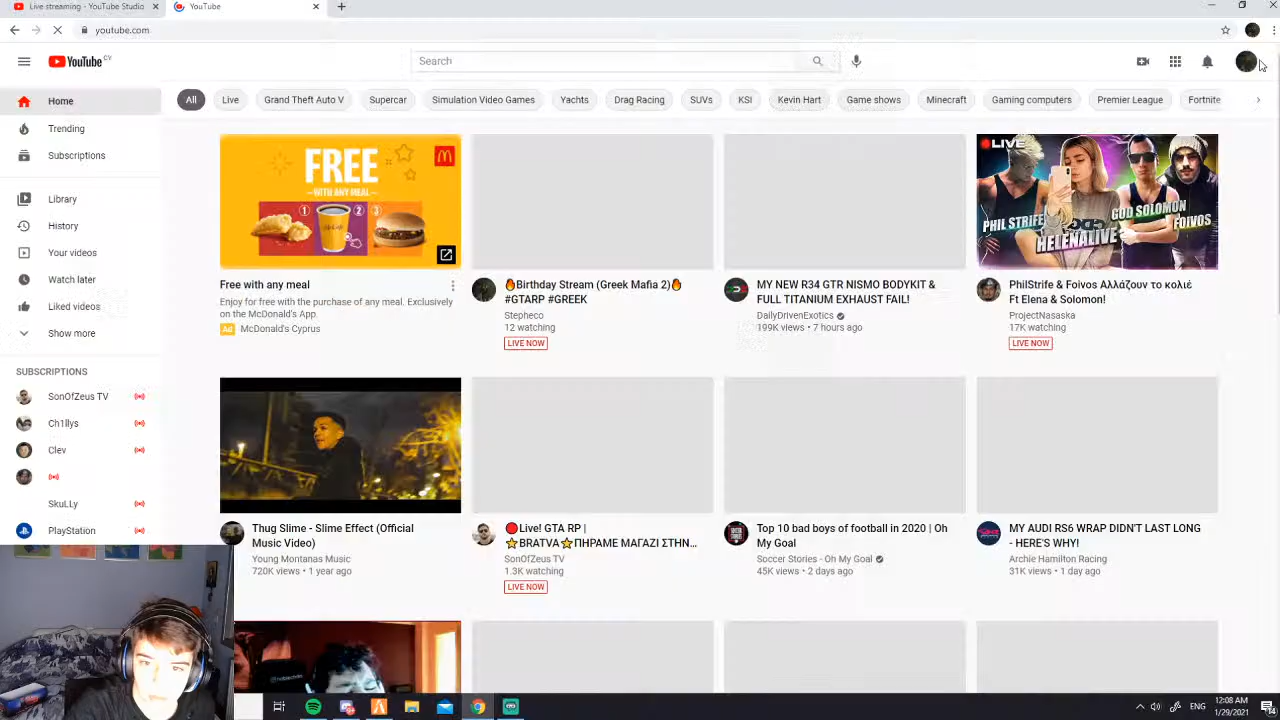 Live streaming - YouTube Studio
YouTube
youtube.com
YouTube CY
Search
All
Live
Grand Theft Auto V
Supercar
Simulation Video Games
Yachts
Drag Racing
SUVs
KSI
Kevin Hart
Game shows
Minecraft
Gaming computers
Premier League
Fortnite
Home
Trending
Subscriptions
Library
History
Your videos
Watch later
Liked videos
Show more
SUBSCRIPTIONS
SonOfZeus TV
Ch1llys
Clev
SkuLLy
PlayStation
FREE
WITH ANY MEAL
1 2 3
Free with any meal
Enjoy for free with the purchase of any meal. Exclusively
on the McDonald's App.
Ad McDonald's Cyprus
🔥Birthday Stream (Greek Mafia 2)🔥
#GTARP #GREEK
Stepheco
12 watching
LIVE NOW
MY NEW R34 GTR NISMO BODYKIT &
FULL TITANIUM EXHAUST FAIL!
DailyDrivenExotics
199K views • 7 hours ago
LIVE
PHIL STRIFE
HELENALIVE
GOD SOLOMON
FOIVOS
PhilStrife & Foivos Αλλάζουν το κολιέ
Ft Elena & Solomon!
ProjectNasaska
17K watching
LIVE NOW
Thug Slime - Slime Effect (Official
Music Video)
Young Montanas Music
720K views • 1 year ago
🔴Live! GTA RP |
⭐BRATVA⭐ΠΗΡΑΜΕ ΜΑΓΑΖΙ ΣΤΗΝ...
SonOfZeus TV
1.3K watching
LIVE NOW
Top 10 bad boys of football in 2020 | Oh
My Goal
Soccer Stories - Oh My Goal
45K views • 2 days ago
MY AUDI RS6 WRAP DIDN'T LAST LONG
- HERE'S WHY!
Archie Hamilton Racing
31K views • 1 day ago
ENG
12:08 AM
1/29/2021